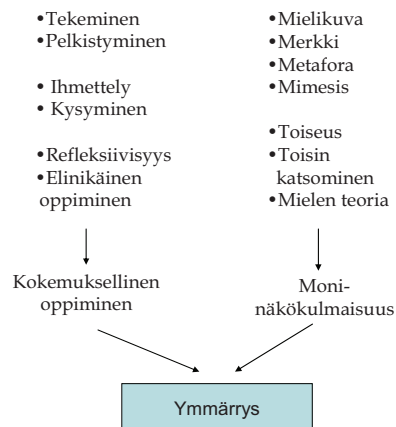 •Tekeminen
•Pelkistyminen
• Ihmettely
• Kysyminen
•Refleksiivisyys
•Elinikäinen
oppiminen
Kokemuksellinen
oppiminen
•Mielikuva
•Merkki
•Metafora
•Mimesis
•Toiseus
•Toisin
katsominen
•Mielen teoria
Moni-
näkökulmaisuus
Ymmärrys